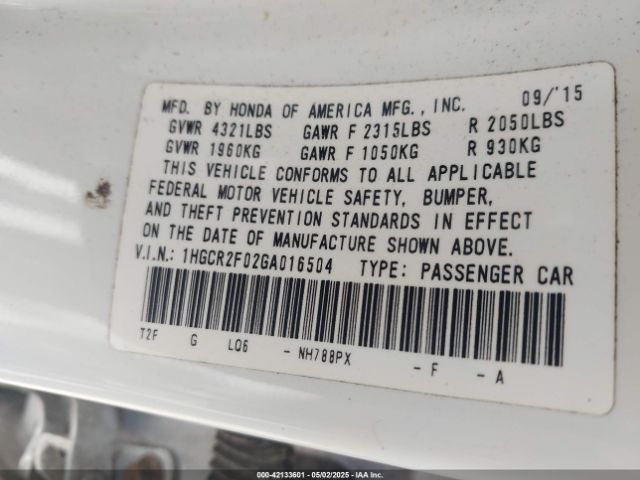 MFD. BY HONDA OF AMERICA MFG., INC. 09/'15
GVWR 4321LBS GAWR F 2315LBS R 2050LBS
GVWR 1960KG GAWR F 1050KG R 930KG
THIS VEHICLE CONFORMS TO ALL APPLICABLE
FEDERAL MOTOR VEHICLE SAFETY, BUMPER,
AND THEFT PREVENTION STANDARDS IN EFFECT
ON THE DATE OF MANUFACTURE SHOWN ABOVE.
V.I.N.: 1HGCR2F02GA016504 TYPE: PASSENGER CAR
T2F G L06 - NH788PX - F - A
000-42133601 - 05/02/2025 - IAA Inc.